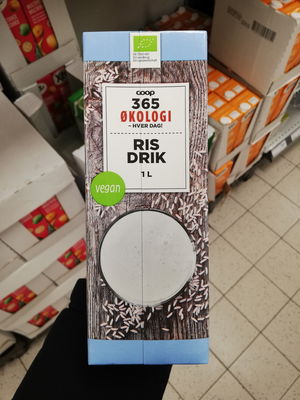 coop
365
ØKOLOGI
– HVER DAG!
RIS
DRIK
1 L
vegan